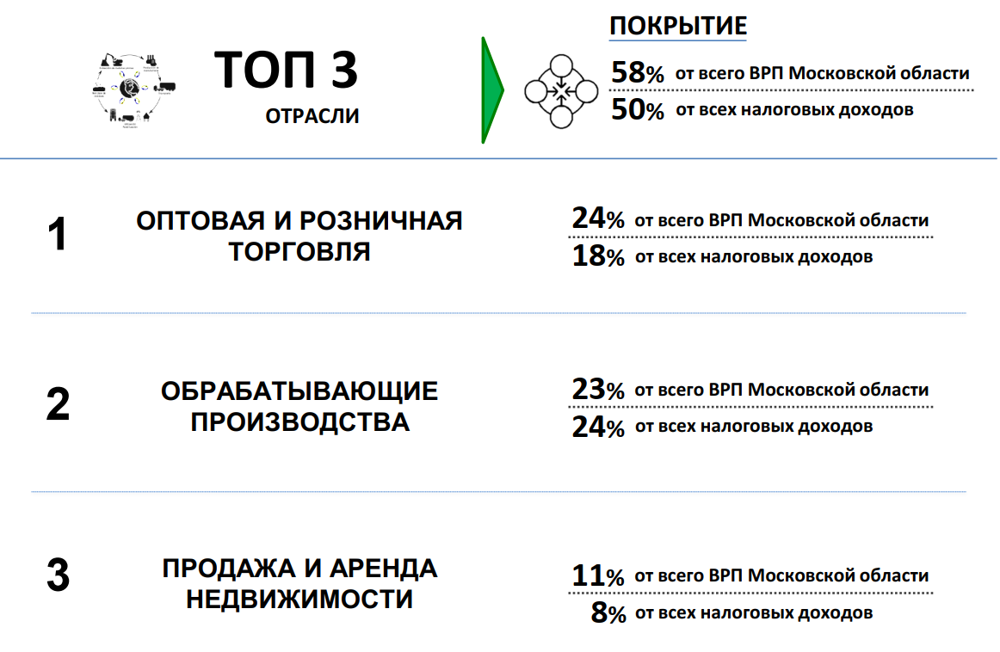 ТОП 3
ОТРАСЛИ
ПОКРЫТИЕ
58% от всего ВРП Московской области
50% от всех налоговых доходов
1
ОПТОВАЯ И РОЗНИЧНАЯ
ТОРГОВЛЯ
24% от всего ВРП Московской области
18% от всех налоговых доходов
2
ОБРАБАТЫВАЮЩИЕ
ПРОИЗВОДСТВА
23% от всего ВРП Московской области
24% от всех налоговых доходов
3
ПРОДАЖА И АРЕНДА
НЕДВИЖИМОСТИ
11% от всего ВРП Московской области
8% от всех налоговых доходов